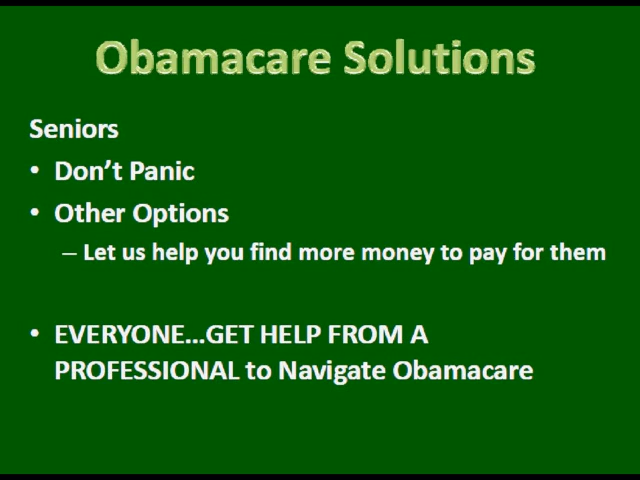 Obamacare Solutions
Seniors
• Don’t Panic
• Other Options
– Let us help you find more money to pay for them
• EVERYONE…GET HELP FROM A
PROFESSIONAL to Navigate Obamacare